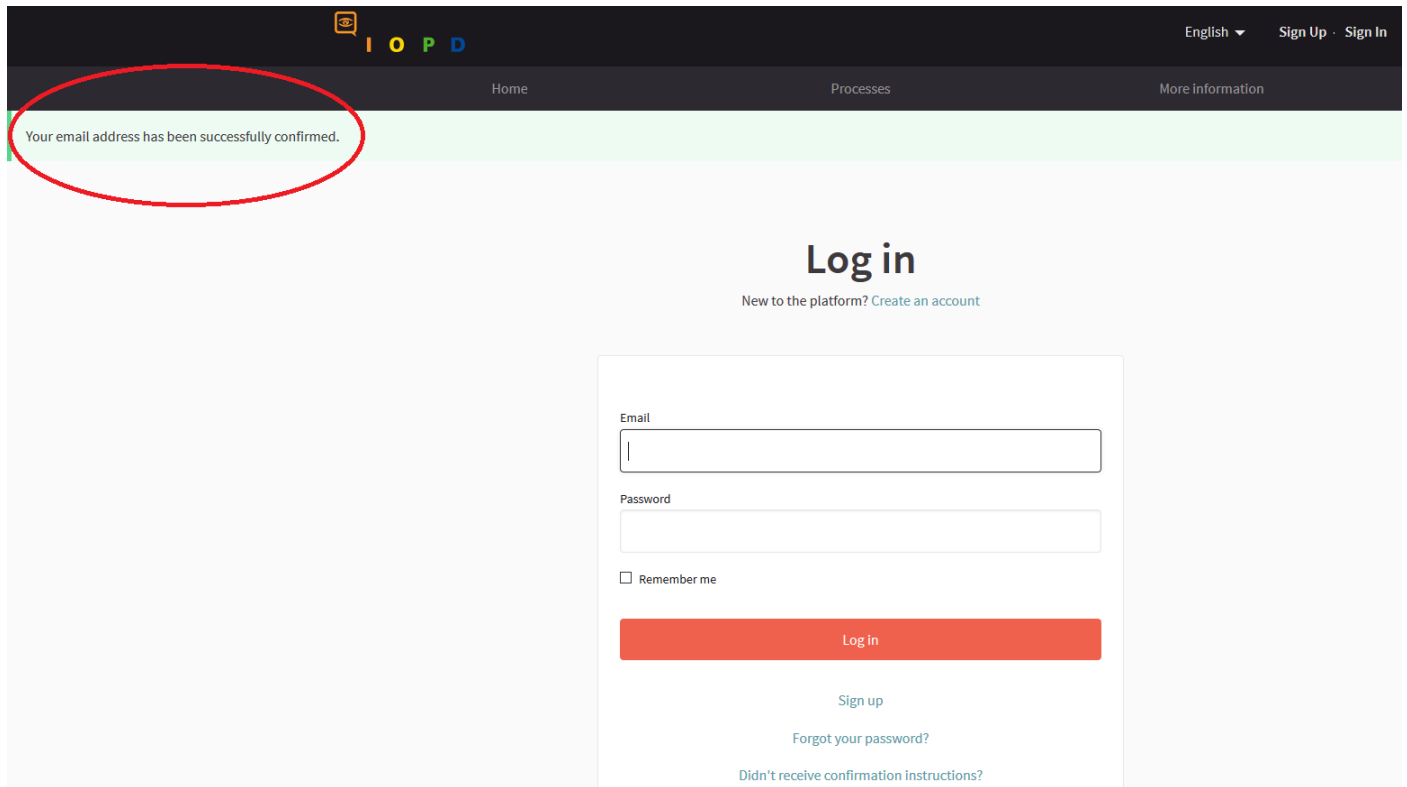 I O P D
English
Sign Up · Sign In
Home
Processes
More information
Your email address has been successfully confirmed.
Log in
New to the platform? Create an account
Email
Password
Remember me
Log in
Sign up
Forgot your password?
Didn't receive confirmation instructions?